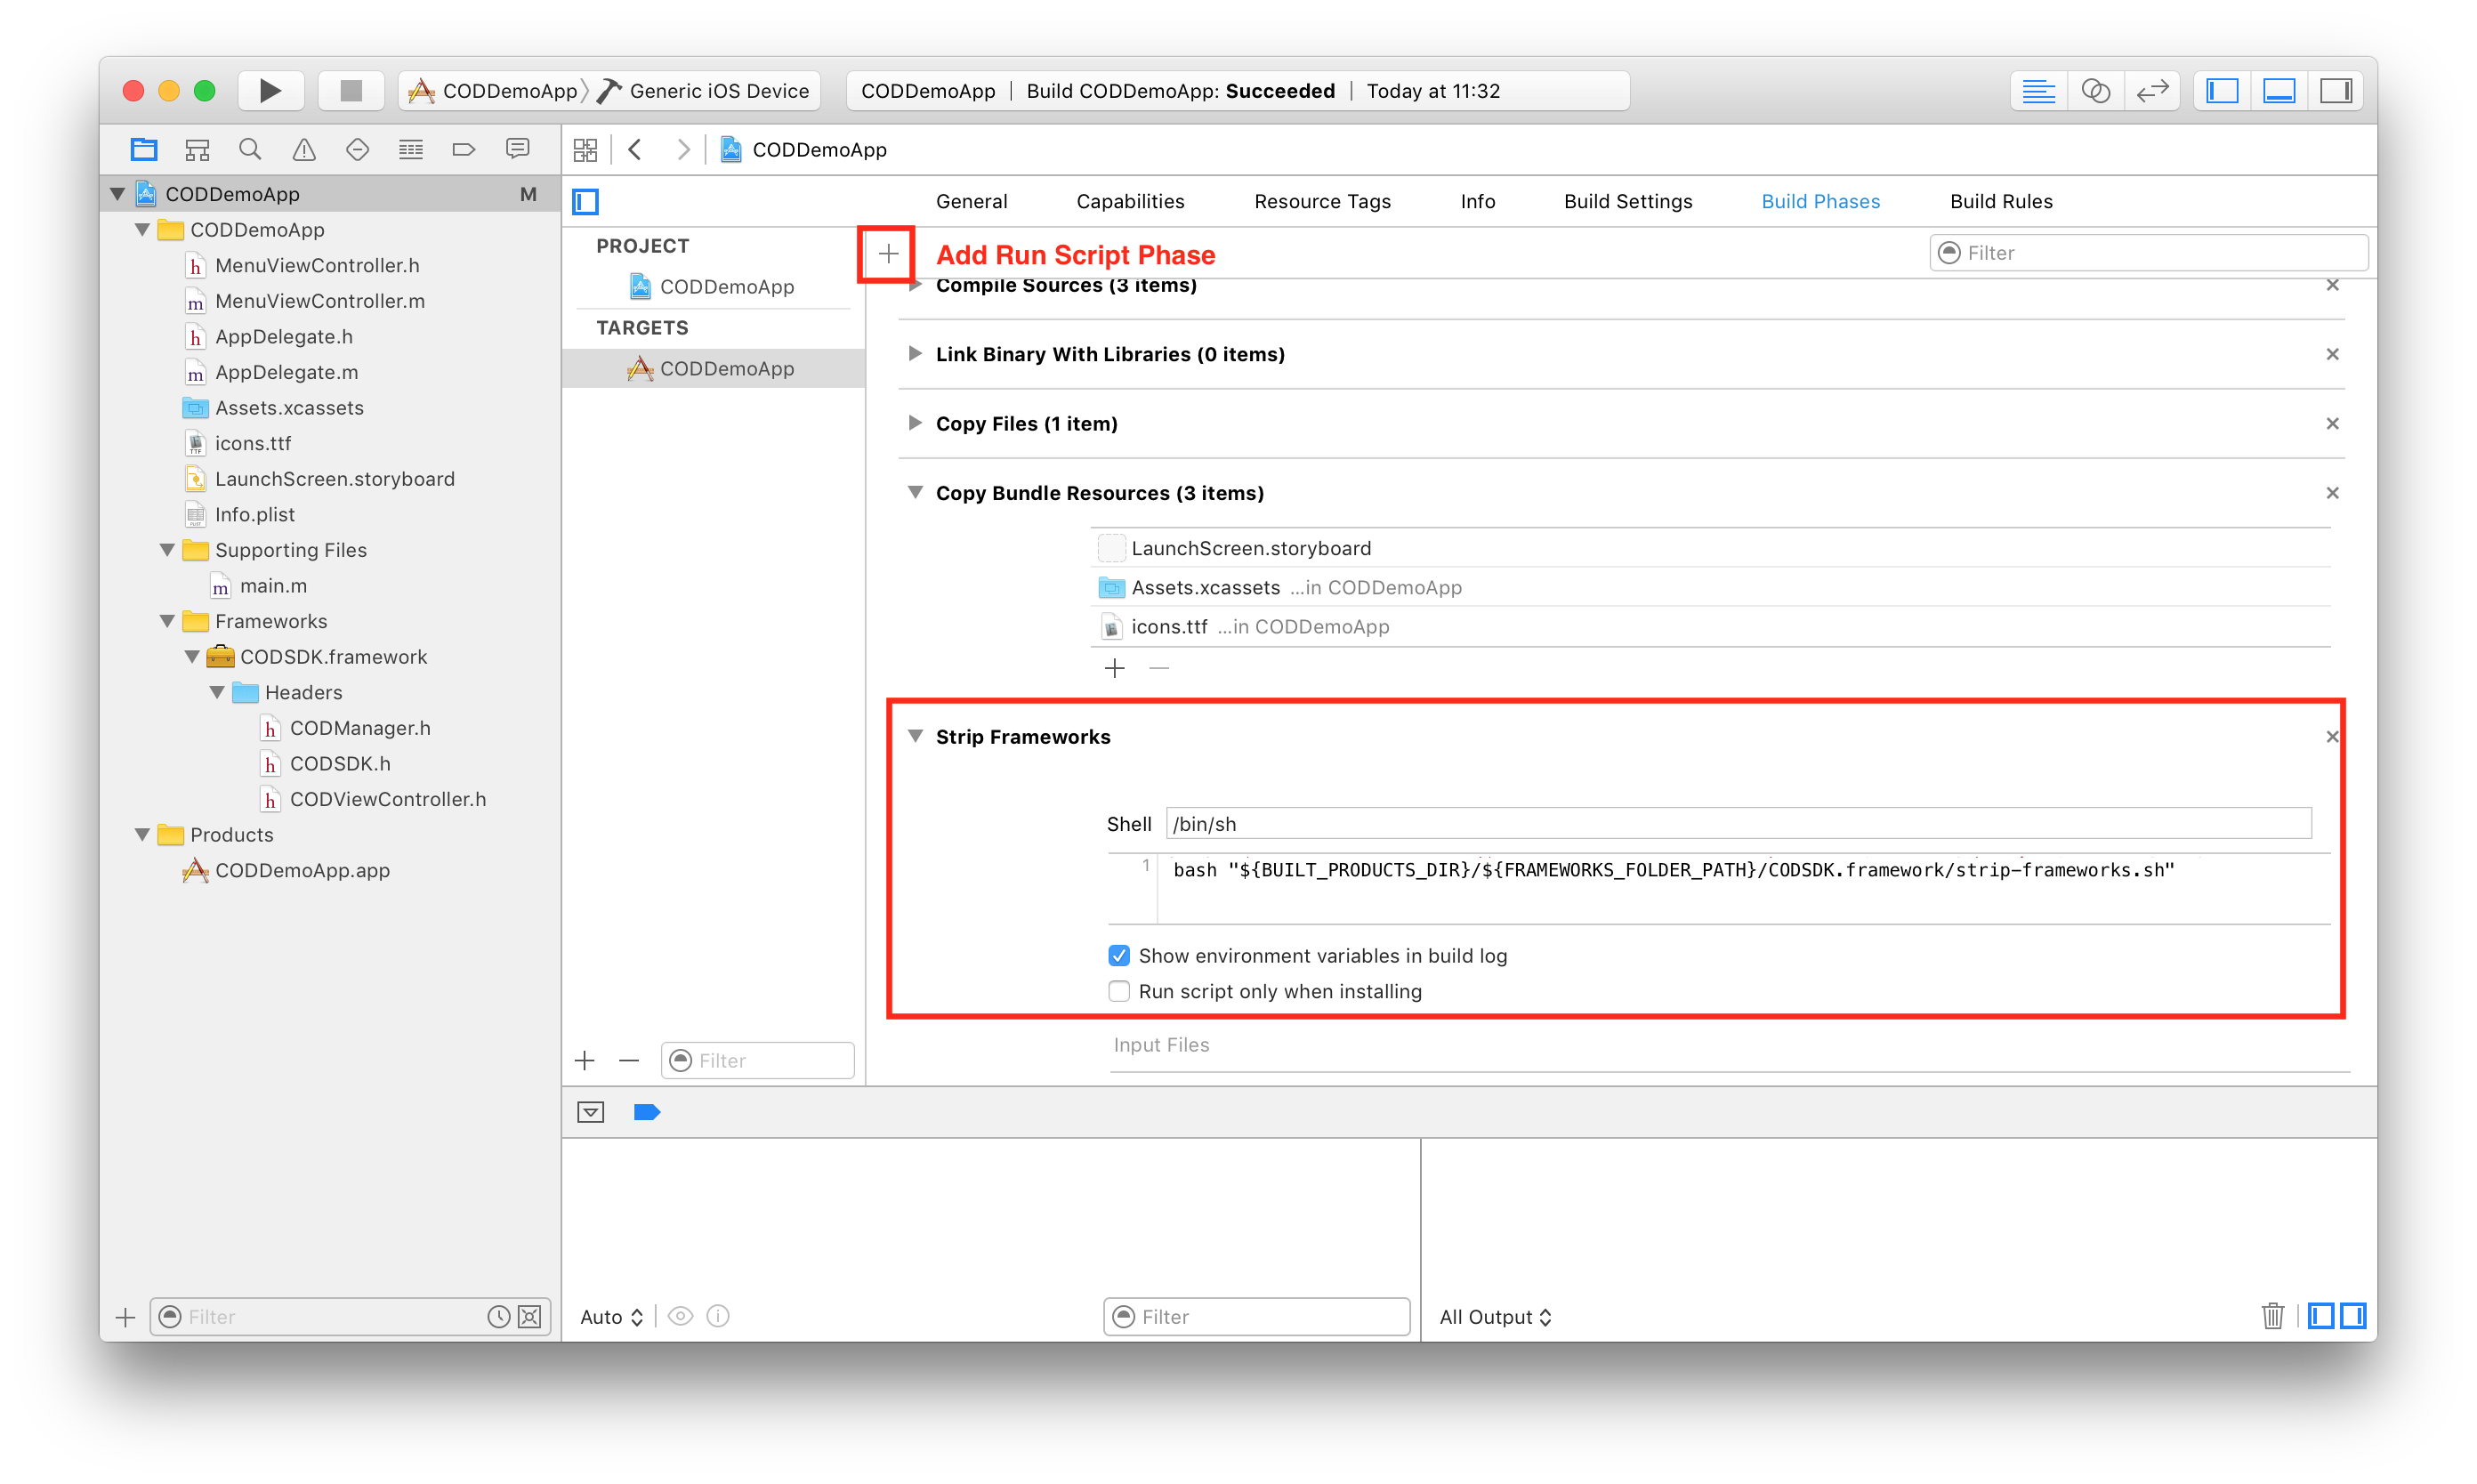 CODDemoApp Generic iOS Device
CODDemoApp | Build CODDemoApp: Succeeded | Today at 11:32
CODDemoApp
CODDemoApp M
CODDemoApp
MenuViewController.h
MenuViewController.m
AppDelegate.h
AppDelegate.m
Assets.xcassets
icons.ttf
LaunchScreen.storyboard
Info.plist
Supporting Files
main.m
Frameworks
CODSDK.framework
Headers
CODManager.h
CODSDK.h
CODViewController.h
Products
CODDemoApp.app
Filter
General Capabilities Resource Tags Info Build Settings Build Phases Build Rules
PROJECT
CODDemoApp
TARGETS
CODDemoApp
Filter
Add Run Script Phase
Filter
Compile Sources (3 items)
Link Binary With Libraries (0 items)
Copy Files (1 item)
Copy Bundle Resources (3 items)
LaunchScreen.storyboard
Assets.xcassets ...in CODDemoApp
icons.ttf ...in CODDemoApp
Strip Frameworks
Shell /bin/sh
1 bash "${BUILT_PRODUCTS_DIR}/${FRAMEWORKS_FOLDER_PATH}/CODSDK.framework/strip-frameworks.sh"
Show environment variables in build log
Run script only when installing
Input Files
Auto
Filter
All Output